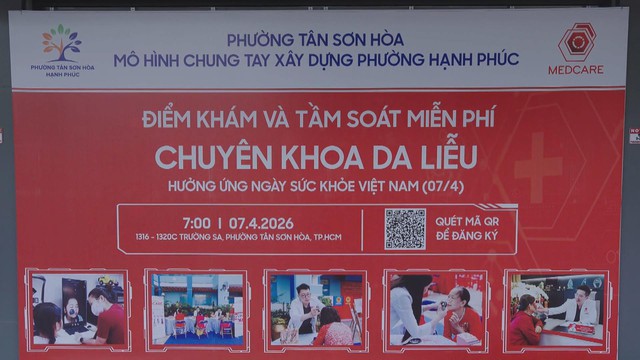 PHƯỜNG TÂN SƠN HÒA
HẠNH PHÚC
PHƯỜNG TÂN SƠN HÒA
MÔ HÌNH CHUNG TAY XÂY DỰNG PHƯỜNG HẠNH PHÚC
MEDCARE
ĐIỂM KHÁM VÀ TẦM SOÁT MIỄN PHÍ
CHUYÊN KHOA DA LIỄU
HƯỞNG ỨNG NGÀY SỨC KHỎE VIỆT NAM (07/4)
7:00 | 07.4.2026
1316 - 1320C TRƯỜNG SA, PHƯỜNG TÂN SƠN HÒA, TP.HCM
QUÉT MÃ QR
ĐỂ ĐĂNG KÝ